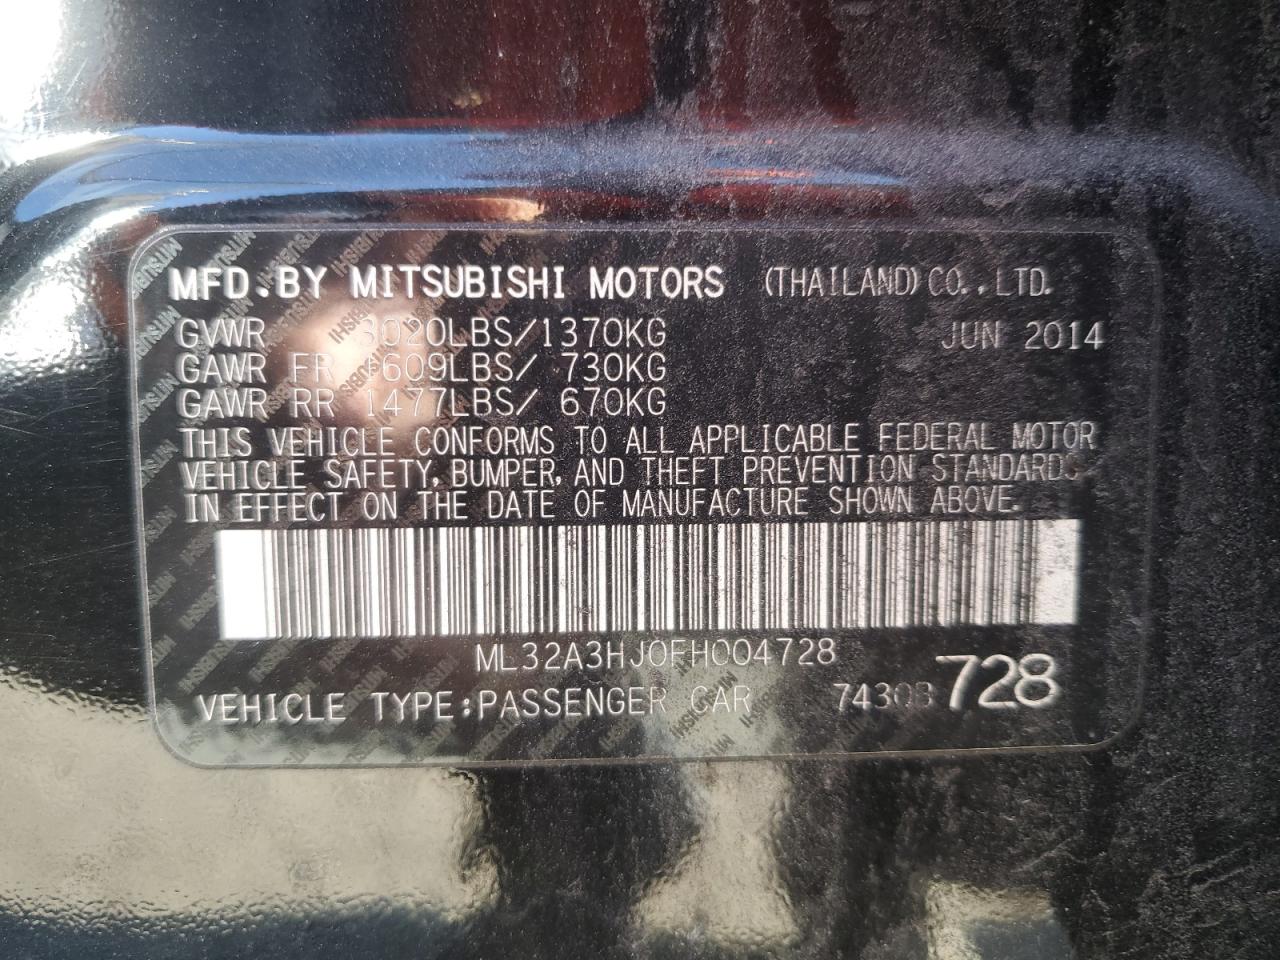 MFD.BY MITSUBISHI MOTORS (THAILAND) CO.,LTD.
GVWR 3020LBS/1370KG JUN 2014
GAWR FR 1609LBS/ 730KG
GAWR RR 1477LBS/ 670KG
THIS VEHICLE CONFORMS TO ALL APPLICABLE FEDERAL MOTOR
VEHICLE SAFETY, BUMPER, AND THEFT PREVENTION STANDARDS
IN EFFECT ON THE DATE OF MANUFACTURE SHOWN ABOVE.
ML32A3HJ0FH004728
VEHICLE TYPE:PASSENGER CAR 728